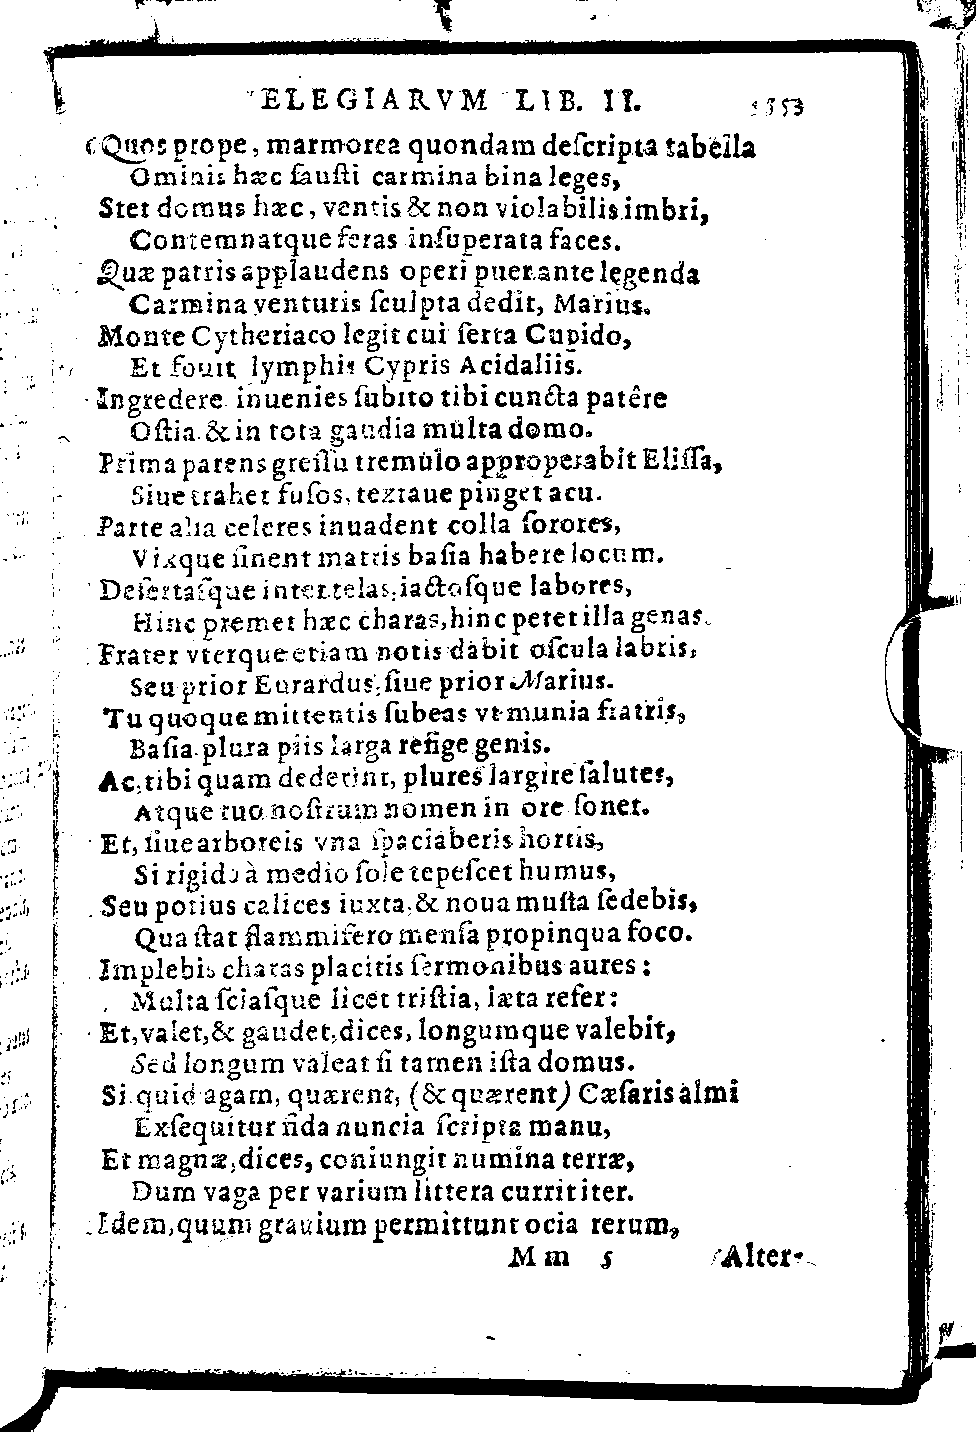 ELEGIARVM LIB. II.
Quos prope, marmorea quondam deſcripta tabella
Ominis hæc fauſti carmina bina leges,
Stet domus hæc, ventis & non violabilis imbri,
Contemnatque feras inſuperata faces.
Quæ patris applaudens operi puer ante legenda
Carmina venturis ſculpta dedit, Marius.
Monte Cytheriaco legit cui ſerta Cupido,
Et fouit lymphis Cypris Acidaliis.
Ingredere inuenies ſubito tibi cuncta patêre
Oſtia & in tota gaudia multa domo.
Prima parens greſſu tremulo approperabit Eliſſa,
Siue trahet fuſos, textaue pinget acu.
Parte alia celeres inuadent colla ſorores,
Vixque ſinent matris baſia habere locum.
Deſertaſque inter telas, iactoſque labores,
Hinc premet hæc charas, hinc petet illa genas.
Frater vterque etiam notis dabit oſcula labris,
Seu prior Eurardus, ſiue prior Marius.
Tu quoque mittentis ſubeas vt munia fratris,
Baſia plura piis larga refige genis.
Ac, tibi quam dederint, plures largire ſalutes,
Atque tuo noſtrum nomen in ore ſonet.
Et, ſiue arboreis vna ſpaciaberis hortis,
Si rigida à medio ſole tepeſcet humus,
Seu potius calices iuxta, & noua muſta ſedebis,
Qua ſtat flammifero menſa propinqua foco.
Implebis charas placitis ſermonibus aures:
Multa ſciaſque licet triſtia, læta refer:
Et, valet, & gaudet, dices, longumque valebit,
Sed longum valeat ſi tamen iſta domus.
Si quid agam, quærent, (& quærent) Cæſaris almi
Exſequitur fida nuncia ſcripta manu,
Et magnæ, dices, coniungit numina terræ,
Dum vaga per varium littera currit iter.
Idem, quum grauium permittunt ocia rerum,
M m 5 Alter-